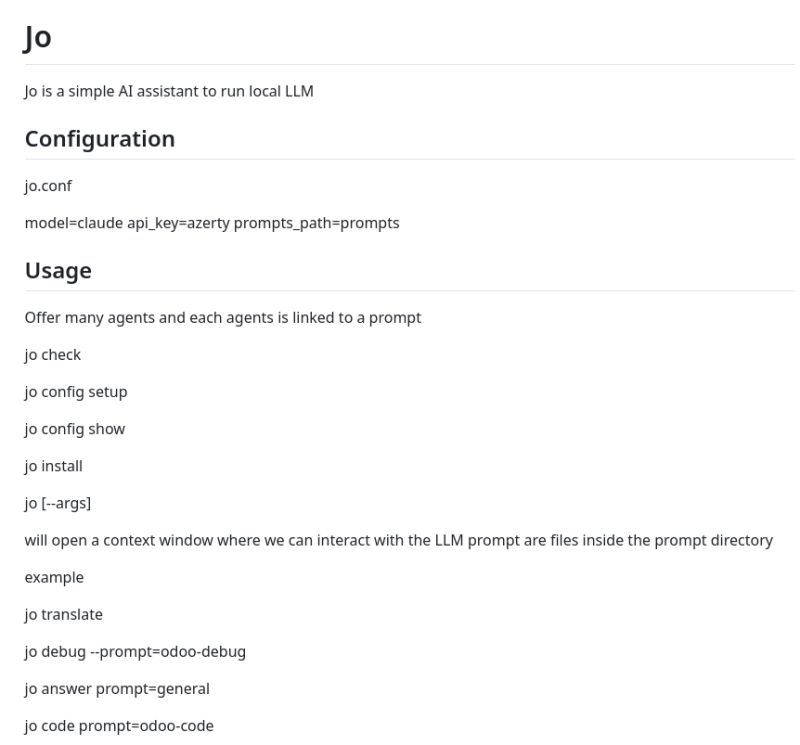 Jo
Jo is a simple AI assistant to run local LLM
Configuration
jo.conf
model=claude api_key=azerty prompts_path=prompts
Usage
Offer many agents and each agents is linked to a prompt
jo check
jo config setup
jo config show
jo install
jo [--args]
will open a context window where we can interact with the LLM prompt are files inside the prompt directory
example
jo translate
jo debug --prompt=odoo-debug
jo answer prompt=general
jo code prompt=odoo-code